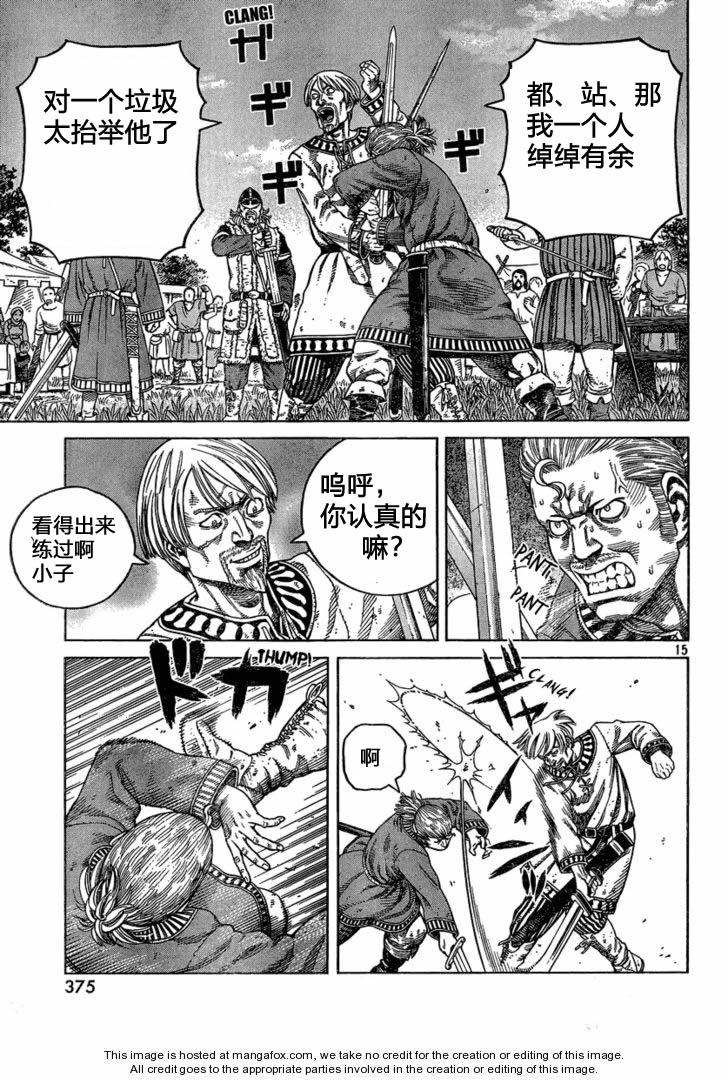 CLANG!
ガ
ギ
ギ
都、站、那
我一个人
绰绰有余
对一个垃圾
太抬举他了
PANT,
PANT
呜呼，
你认真的
嘛？
看得出来
练过啊
小子
15
CLANG!
ギャ
啊
THUMP!
ドカ
375
This image is hosted at mangafox.com, we take no credit for the creation or editing of this image.
All credit goes to the appropriate parties involved in the creation or editing of this image.